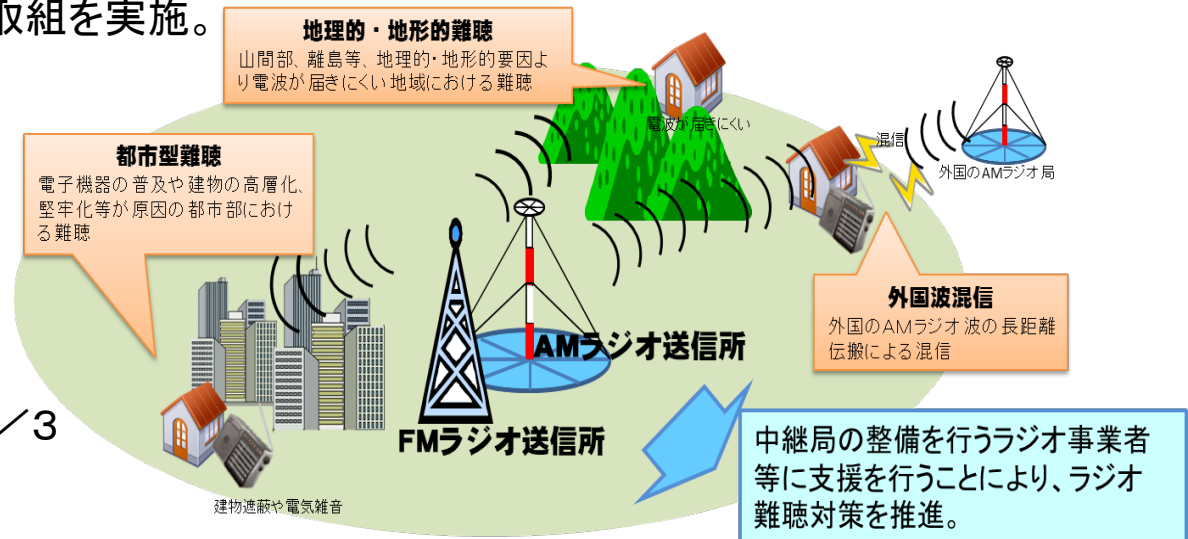 取組を実施。
地理的・地形的難聴
山間部、離島等、地理的・地形的要因よ
り電波が届きにくい地域における難聴
電波が届きにくい
混信
外国のAMラジオ局
都市型難聴
電子機器の普及や建物の高層化、
堅牢化等が原因の都市部におけ
る難聴
外国波混信
外国のAMラジオ波の長距離
伝搬による混信
AMラジオ送信所
FMラジオ送信所
／3
建物遮蔽や電気雑音
中継局の整備を行うラジオ事業者
等に支援を行うことにより、ラジオ
難聴対策を推進。